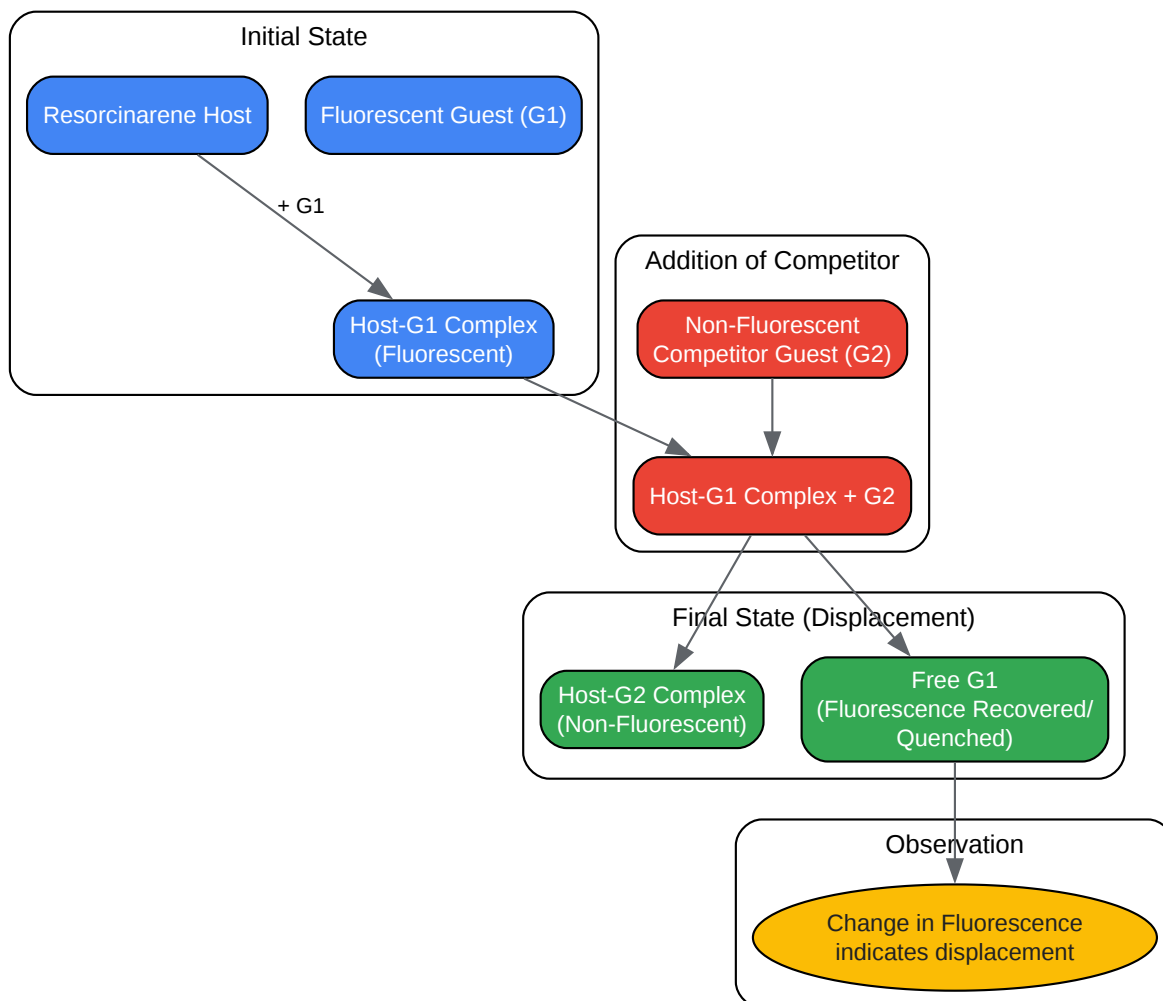 Initial State
Resorcinarene Host
Fluorescent Guest (G1)
+ G1
Host-G1 Complex
(Fluorescent)
Addition of Competitor
Non-Fluorescent
Competitor Guest (G2)
Host-G1 Complex + G2
Final State (Displacement)
Host-G2 Complex
(Non-Fluorescent)
Free G1
(Fluorescence Recovered/
Quenched)
Observation
Change in Fluorescence
indicates displacement